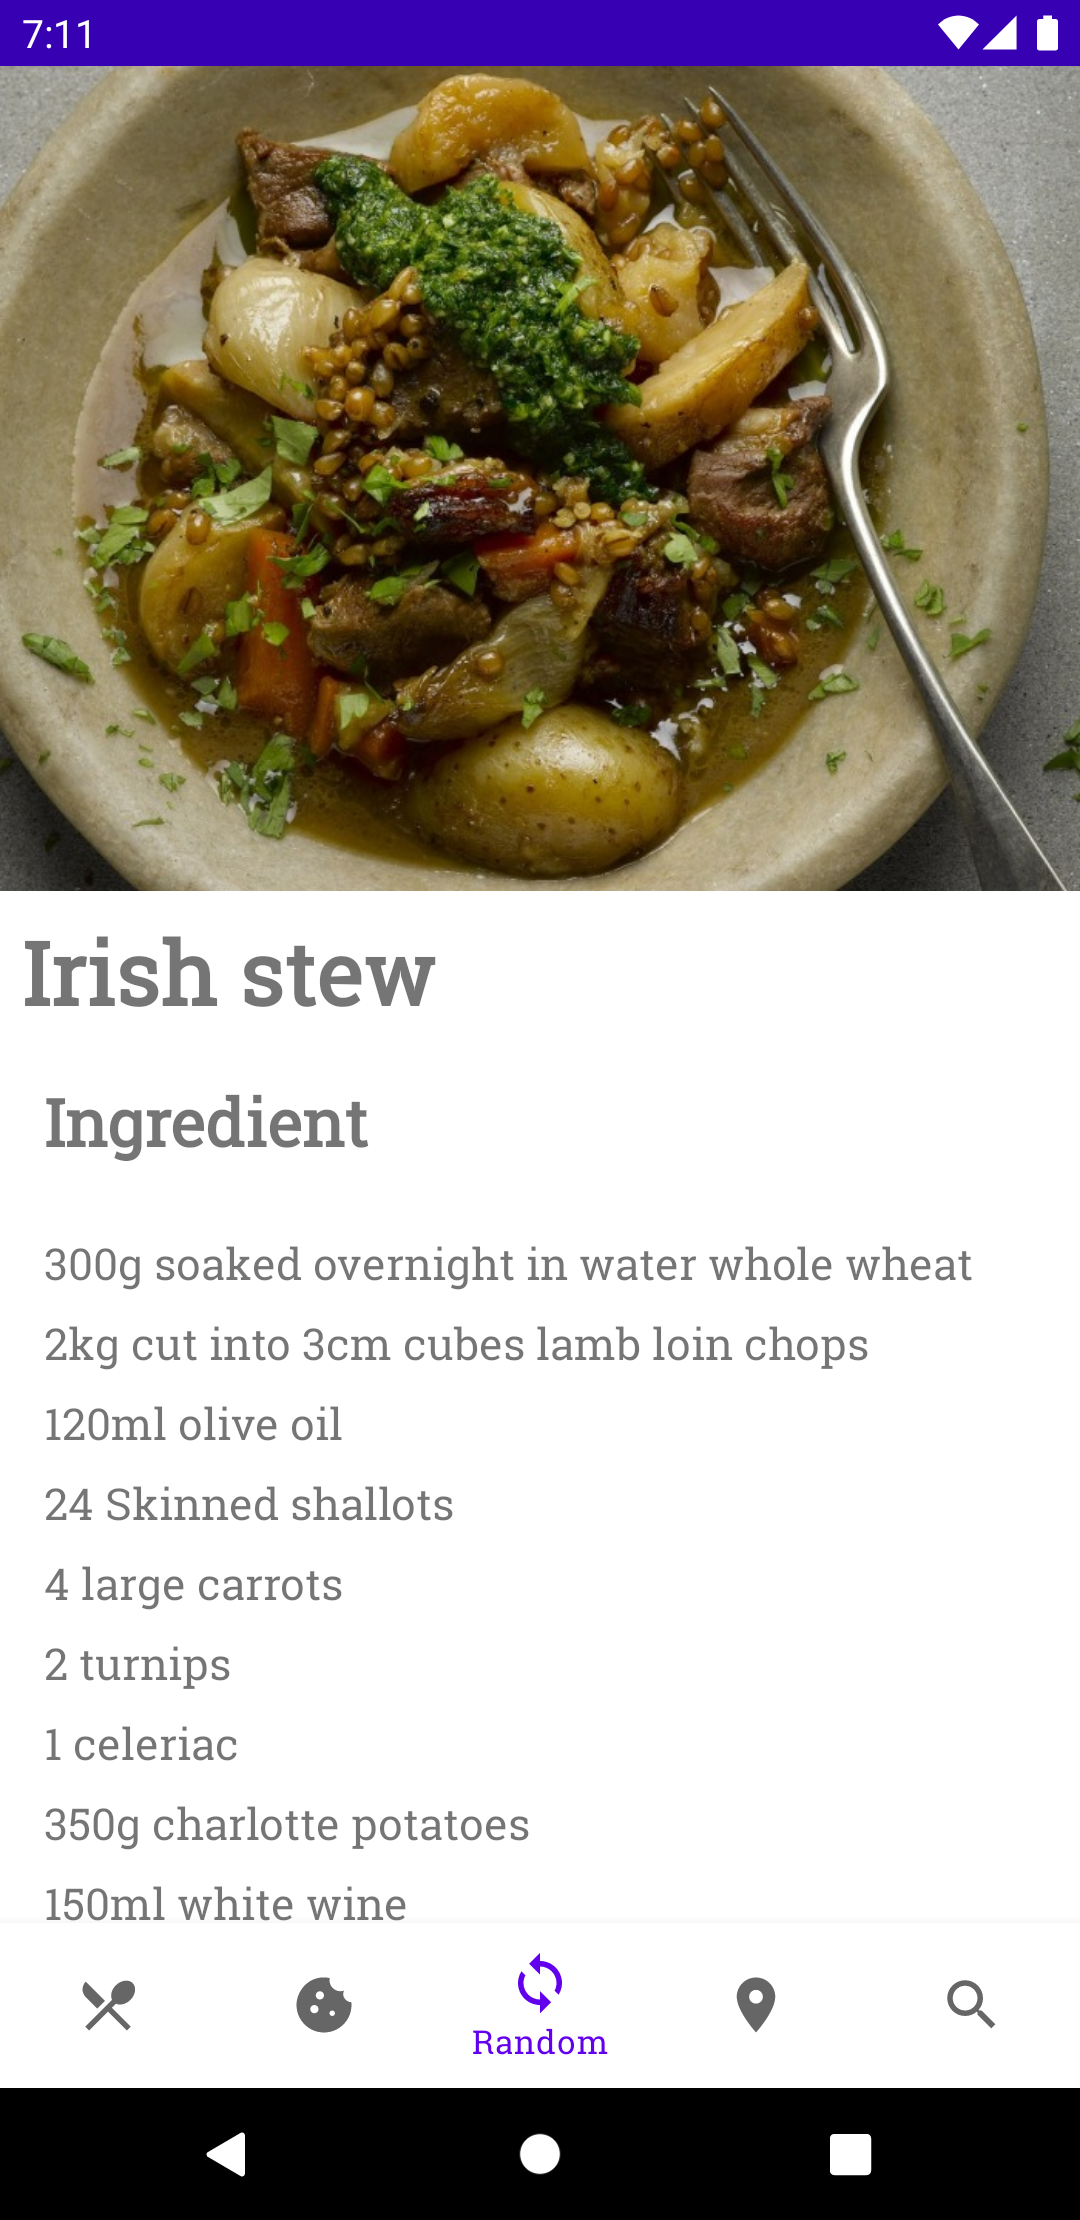 7:11
Irish stew
Ingredient
300g soaked overnight in water whole wheat
2kg cut into 3cm cubes lamb loin chops
120ml olive oil
24 Skinned shallots
4 large carrots
2 turnips
1 celeriac
350g charlotte potatoes
150ml white wine
Random